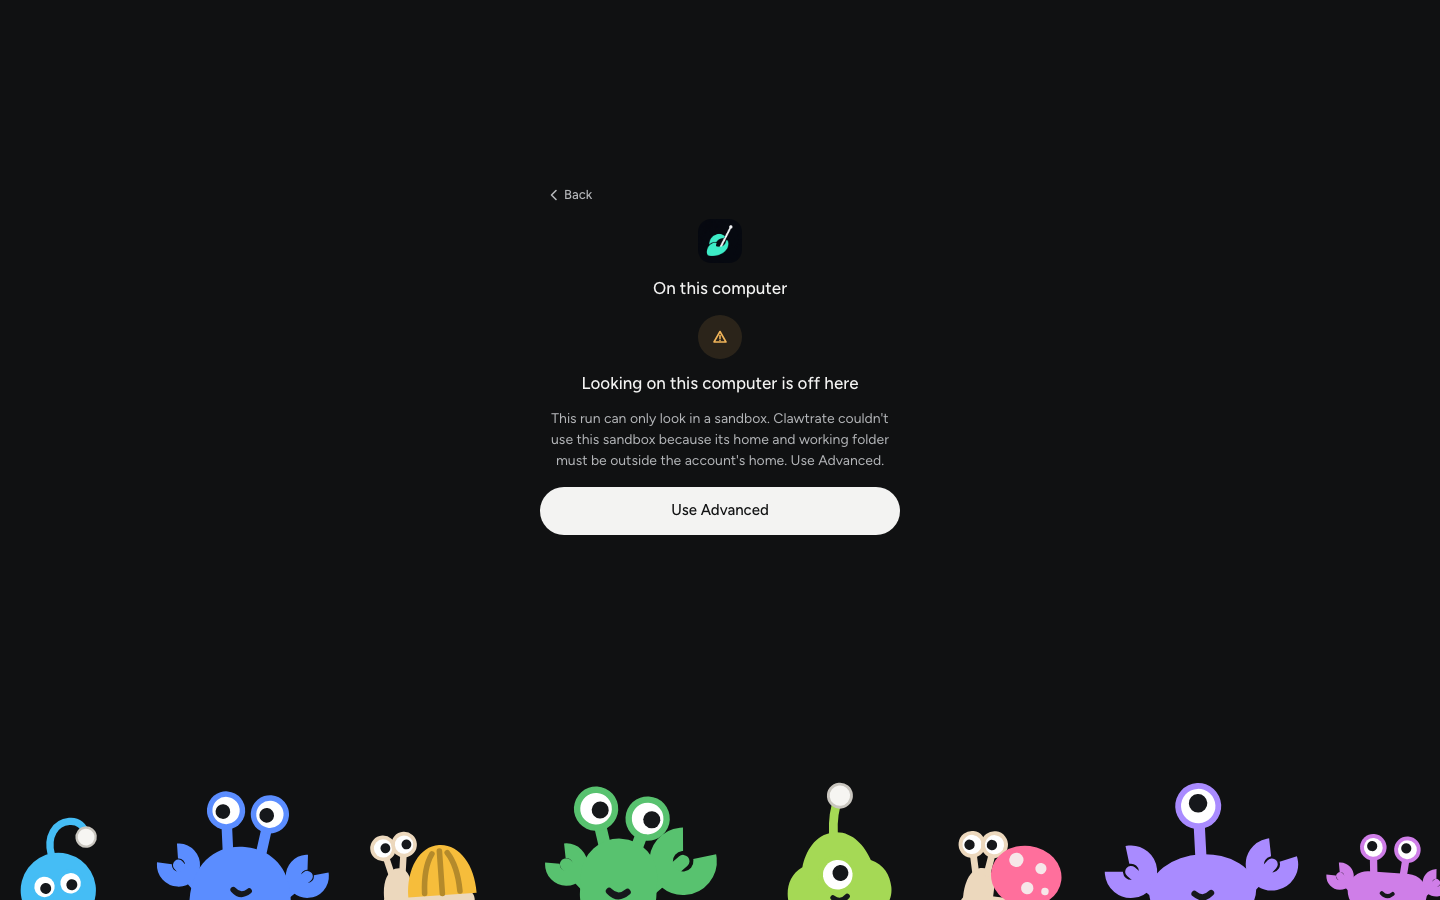 Back
On this computer
Looking on this computer is off here
This run can only look in a sandbox. Clawtrate couldn't
use this sandbox because its home and working folder
must be outside the account's home. Use Advanced.
Use Advanced